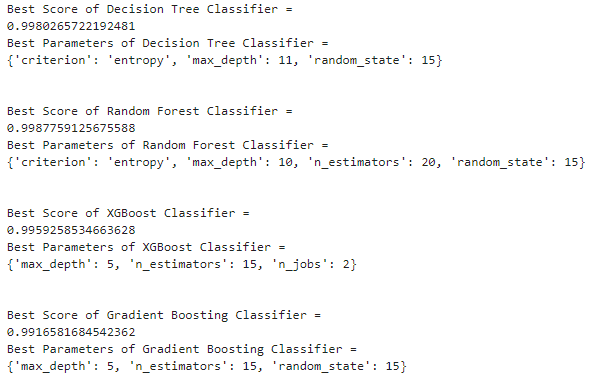 Best Score of Decision Tree Classifier =
0.9980265722192481
Best Parameters of Decision Tree Classifier =
{'criterion': 'entropy', 'max_depth': 11, 'random_state': 15}
Best Score of Random Forest Classifier =
0.9987759125675588
Best Parameters of Random Forest Classifier =
{'criterion': 'entropy', 'max_depth': 10, 'n_estimators': 20, 'random_state': 15}
Best Score of XGBoost Classifier =
0.9959258534663628
Best Parameters of XGBoost Classifier =
{'max_depth': 5, 'n_estimators': 15, 'n_jobs': 2}
Best Score of Gradient Boosting Classifier =
0.9916581684542362
Best Parameters of Gradient Boosting Classifier =
{'max_depth': 5, 'n_estimators': 15, 'random_state': 15}